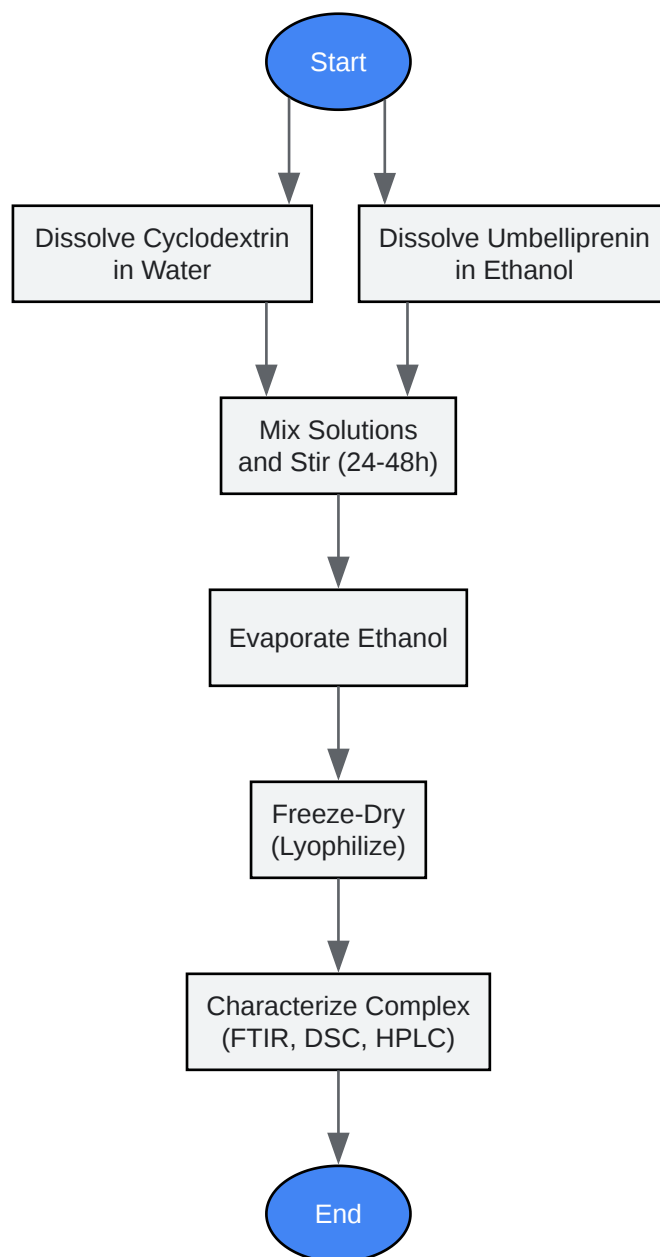 Start
Dissolve Cyclodextrin
in Water
Dissolve Umbelliprenin
in Ethanol
Mix Solutions
and Stir (24-48h)
Evaporate Ethanol
Freeze-Dry
(Lyophilize)
Characterize Complex
(FTIR, DSC, HPLC)
End